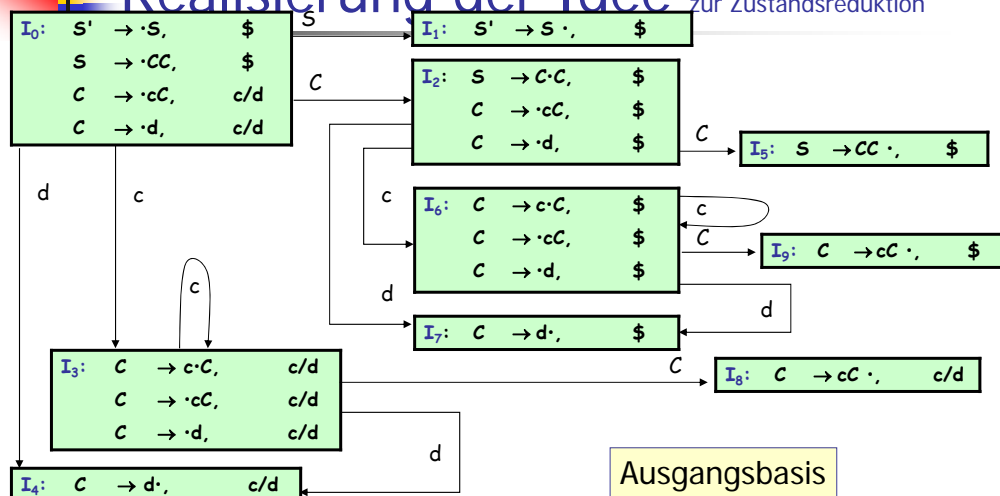 Realisierung der Idee zur Zustandsreduktion
I₀: S' → ·S, $
S → ·CC, $
C → ·cC, c/d
C → ·d, c/d
S
I₁: S' → S ·, $
C
I₂: S → C·C, $
C → ·cC, $
C → ·d, $
C
I₅: S → CC ·, $
d
c
c
I₆: C → c·C, $
C → ·cC, $
C → ·d, $
c
C
I₉: C → cC ·, $
d
d
I₇: C → d·, $
c
I₃: C → c·C, c/d
C → ·cC, c/d
C → ·d, c/d
C
I₈: C → cC ·, c/d
d
I₄: C → d·, c/d
Ausgangsbasis